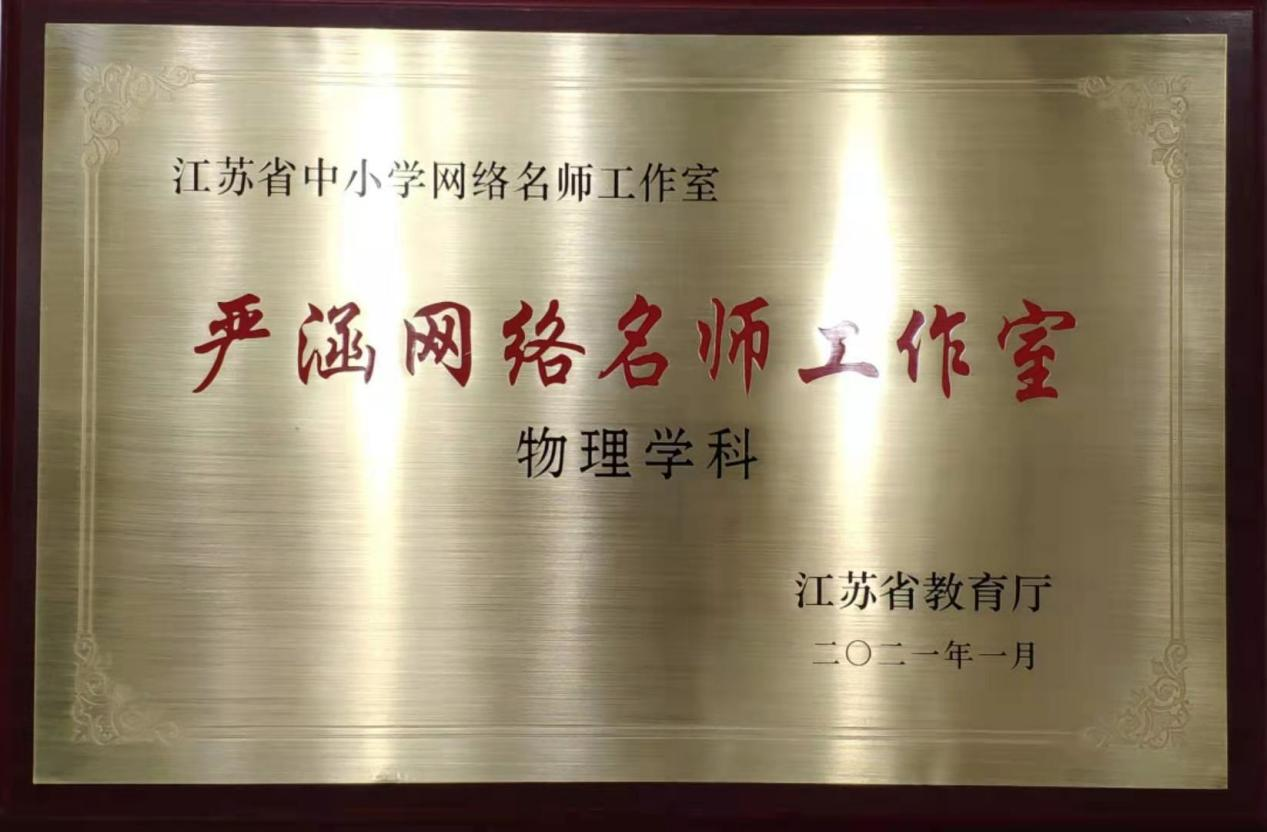 江苏省中小学网络名师工作室
严涵网络名师工作室
物理学科
江苏省教育厅
二〇二一年一月